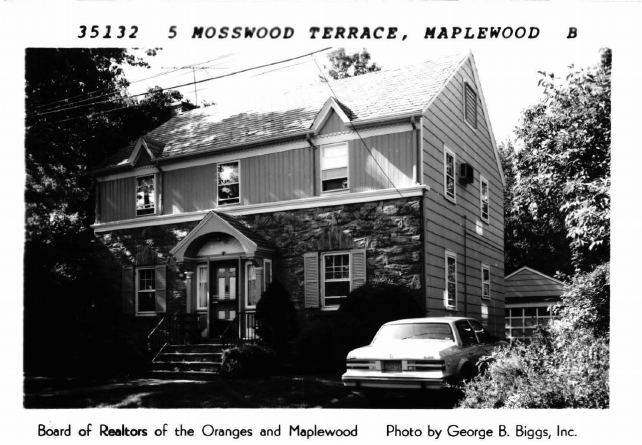 35132 5 MOSSWOOD TERRACE, MAPLEWOOD B
Board of Realtors of the Oranges and Maplewood Photo by George B. Biggs, Inc.